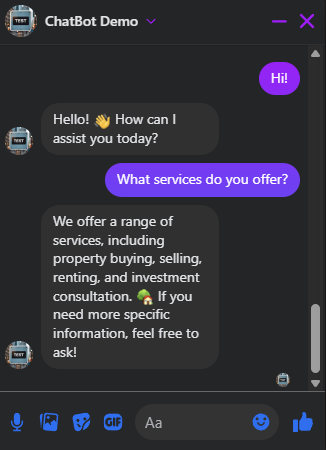 TEST
ChatBot Demo
Hi!
Hello! 👋 How can I
assist you today?
What services do you offer?
We offer a range of
services, including
property buying, selling,
renting, and investment
consultation. 🏡 If you
need more specific
information, feel free to
ask!
GIF
Aa